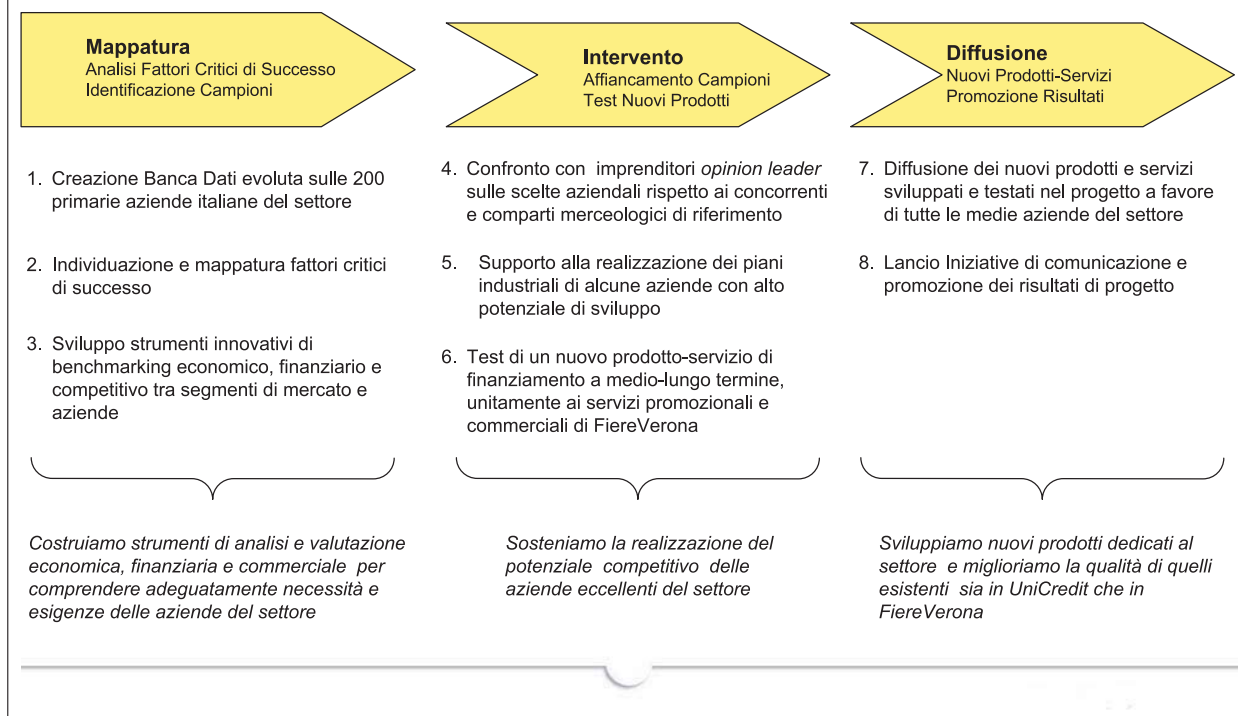 Mappatura
Analisi Fattori Critici di Successo
Identificazione Campioni
1. Creazione Banca Dati evoluta sulle 200
primarie aziende italiane del settore
2. Individuazione e mappatura fattori critici
di successo
3. Sviluppo strumenti innovativi di
benchmarking economico, finanziario e
competitivo tra segmenti di mercato e
aziende
Costruiamo strumenti di analisi e valutazione
economica, finanziaria e commerciale per
comprendere adeguatamente necessità e
esigenze delle aziende del settore
Intervento
Affiancamento Campioni
Test Nuovi Prodotti
4. Confronto con imprenditori opinion leader
sulle scelte aziendali rispetto ai concorrenti
e comparti merceologici di riferimento
5. Supporto alla realizzazione dei piani
industriali di alcune aziende con alto
potenziale di sviluppo
6. Test di un nuovo prodotto-servizio di
finanziamento a medio-lungo termine,
unitamente ai servizi promozionali e
commerciali di FiereVerona
Sosteniamo la realizzazione del
potenziale competitivo delle
aziende eccellenti del settore
Diffusione
Nuovi Prodotti-Servizi
Promozione Risultati
7. Diffusione dei nuovi prodotti e servizi
sviluppati e testati nel progetto a favore
di tutte le medie aziende del settore
8. Lancio Iniziative di comunicazione e
promozione dei risultati di progetto
Sviluppiamo nuovi prodotti dedicati al
settore e miglioriamo la qualità di quelli
esistenti sia in UniCredit che in
FiereVerona